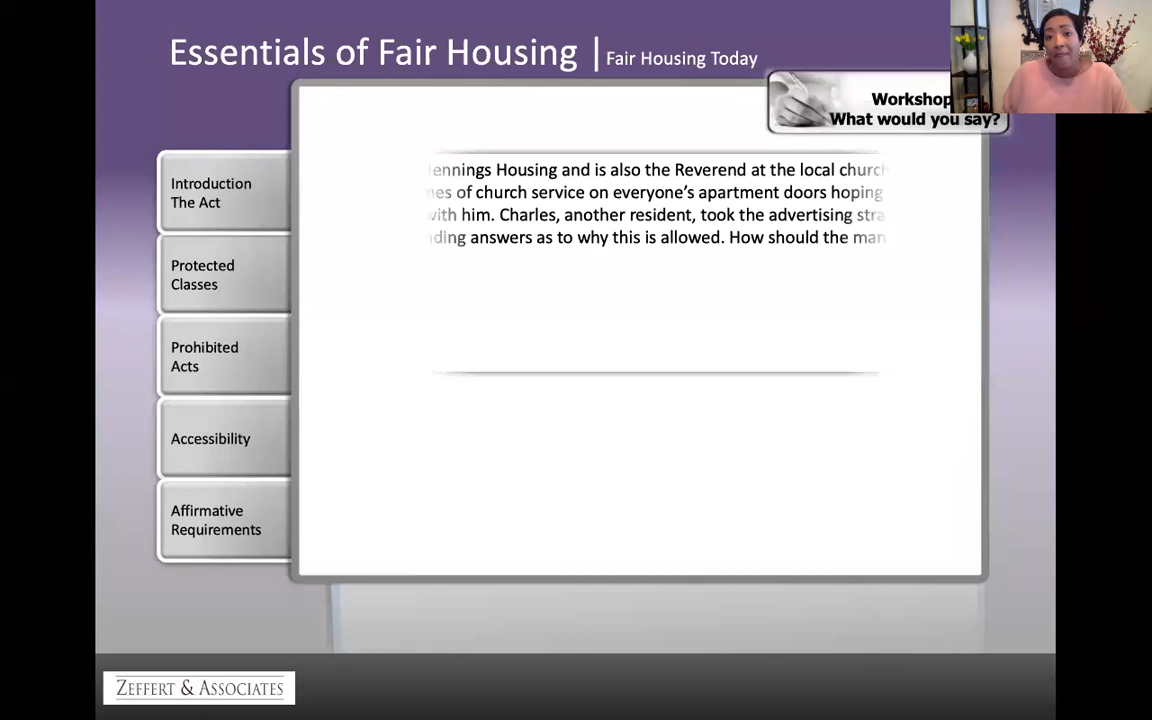 Essentials of Fair Housing | Fair Housing Today
Workshop
What would you say?
Introduction
The Act
Protected
Classes
Prohibited
Acts
Accessibility
Affirmative
Requirements
Housing and is also the Reverend at the local church
of church service on everyone's apartment doors hoping
with him. Charles, another resident, took the advertising
answers as to why this is allowed. How should the
ZEFFERT & ASSOCIATES